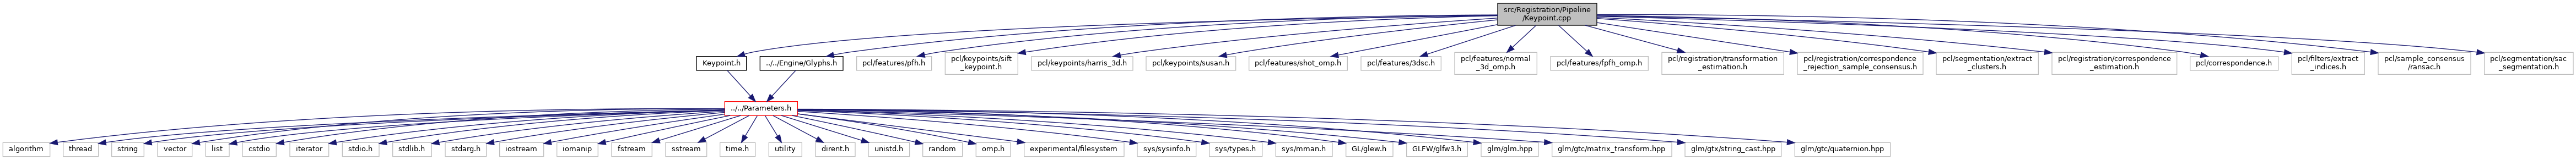 src/Registration/Pipeline
/Keypoint.cpp
Keypoint.h
../../Engine/Glyphs.h
pcl/features/pfh.h
pcl/keypoints/sift
_keypoint.h
pcl/keypoints/harris_3d.h
pcl/keypoints/susan.h
pcl/features/shot_omp.h
pcl/features/3dsc.h
pcl/features/normal
_3d_omp.h
pcl/features/fpfh_omp.h
pcl/registration/transformation
_estimation.h
pcl/registration/correspondence
_rejection_sample_consensus.h
pcl/segmentation/extract
_clusters.h
pcl/registration/correspondence
_estimation.h
pcl/correspondence.h
pcl/filters/extract
_indices.h
pcl/sample_consensus
/ransac.h
pcl/segmentation/sac
_segmentation.h
../../Parameters.h
algorithm
thread
string
vector
list
cstdio
iterator
stdio.h
stdlib.h
stdarg.h
iostream
iomanip
fstream
sstream
time.h
utility
dirent.h
unistd.h
random
omp.h
experimental/filesystem
sys/sysinfo.h
sys/types.h
sys/mman.h
GL/glew.h
GLFW/glfw3.h
glm/glm.hpp
glm/gtc/matrix_transform.hpp
glm/gtx/string_cast.hpp
glm/gtc/quaternion.hpp